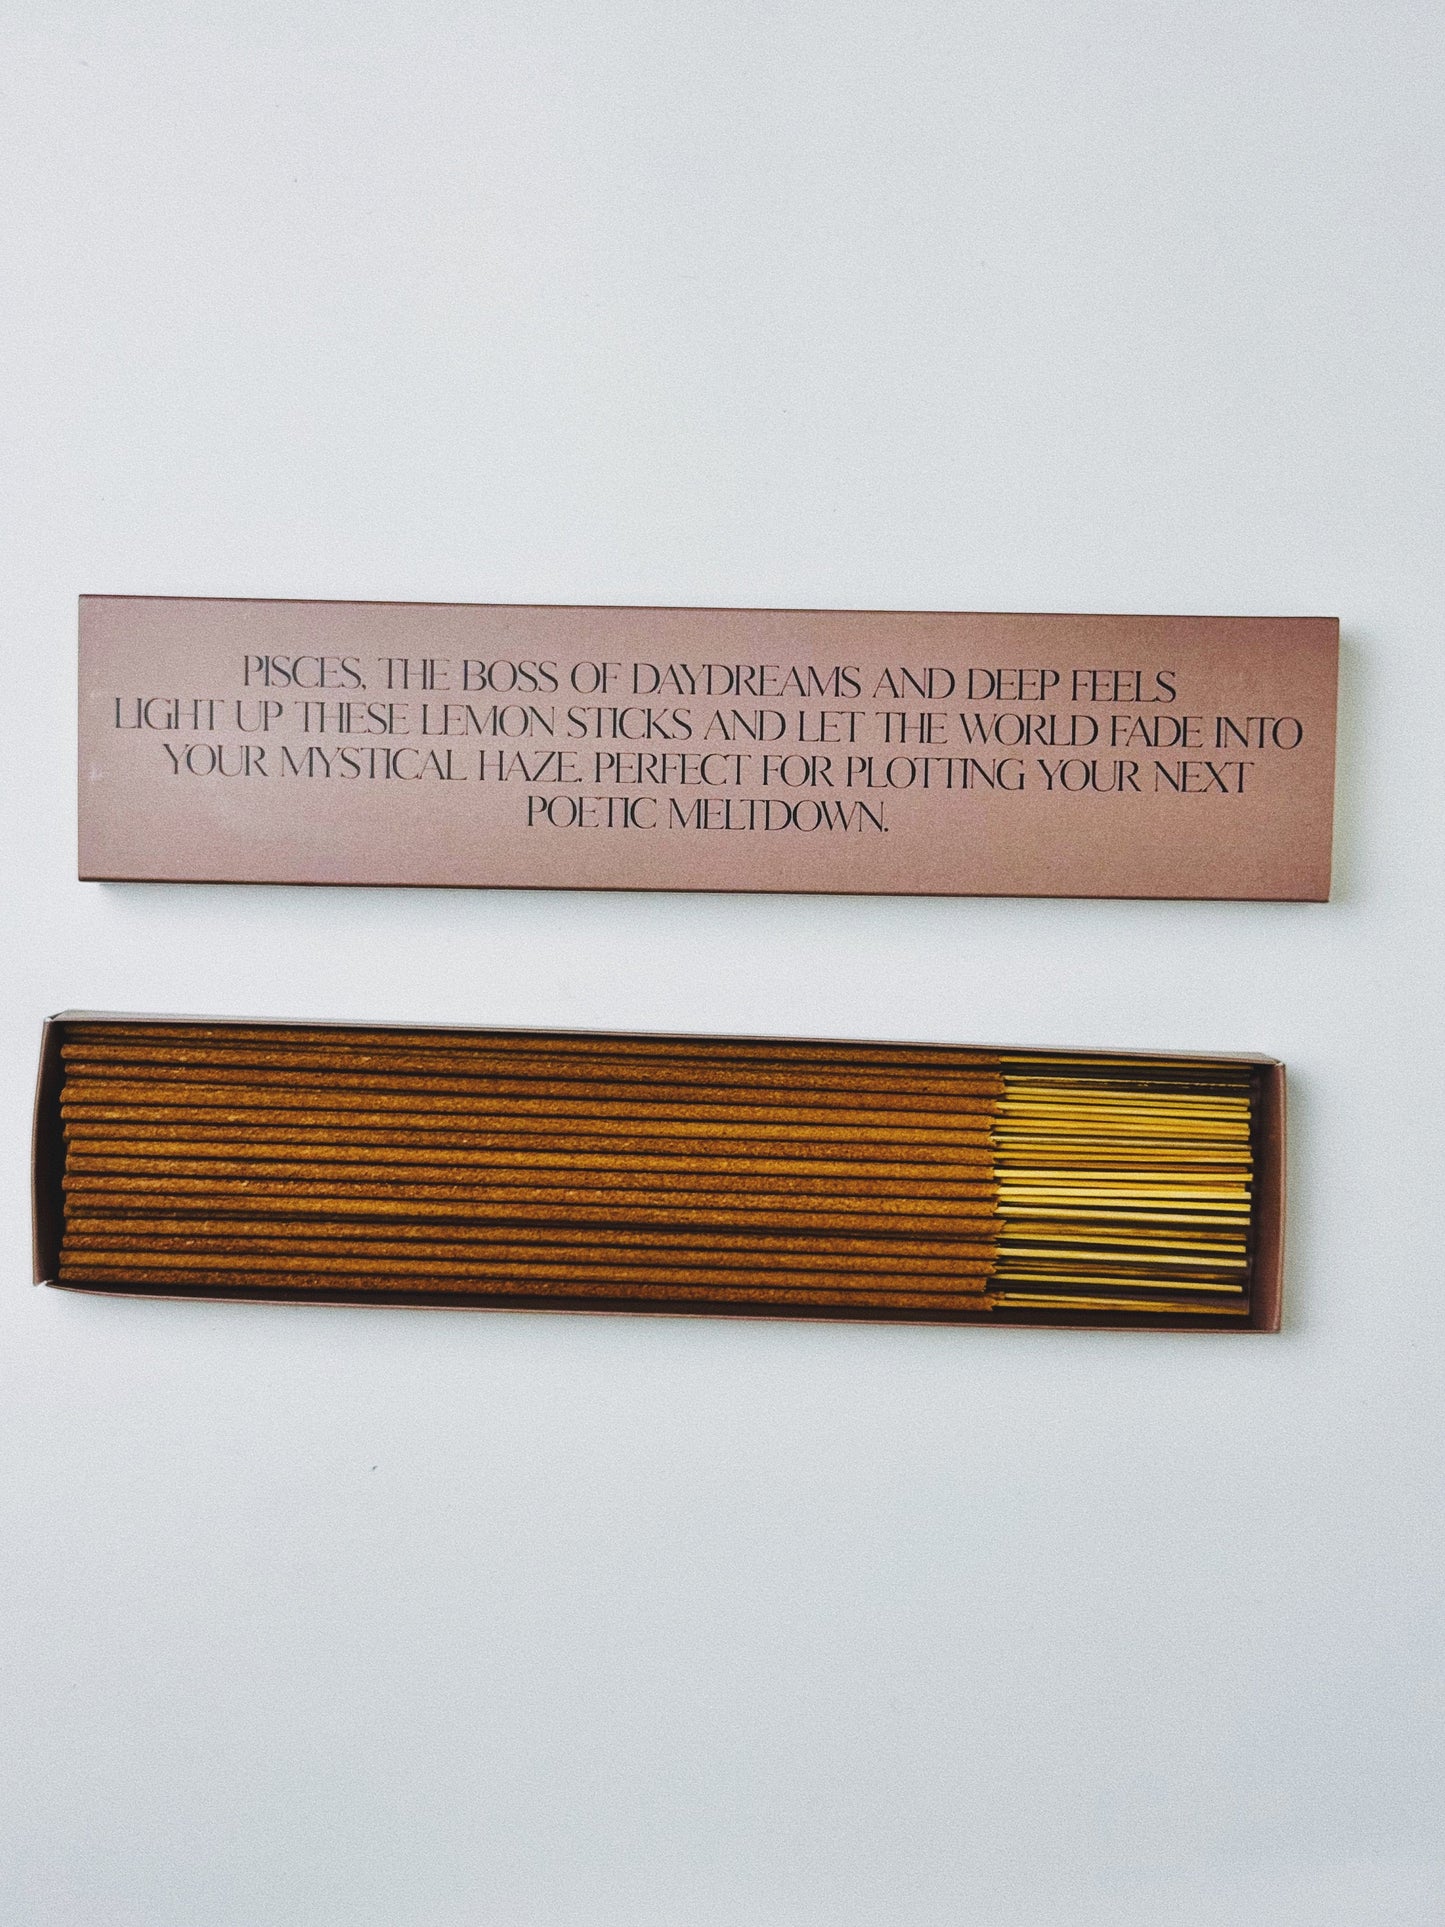 PISCES, THE BOSS OF DAYDREAMS AND DEEP FEELS
LIGHT UP THESE LEMON STICKS AND LET THE WORLD FADE INTO
YOUR MYSTICAL HAZE. PERFECT FOR PLOTTING YOUR NEXT
POETIC MELTDOWN.